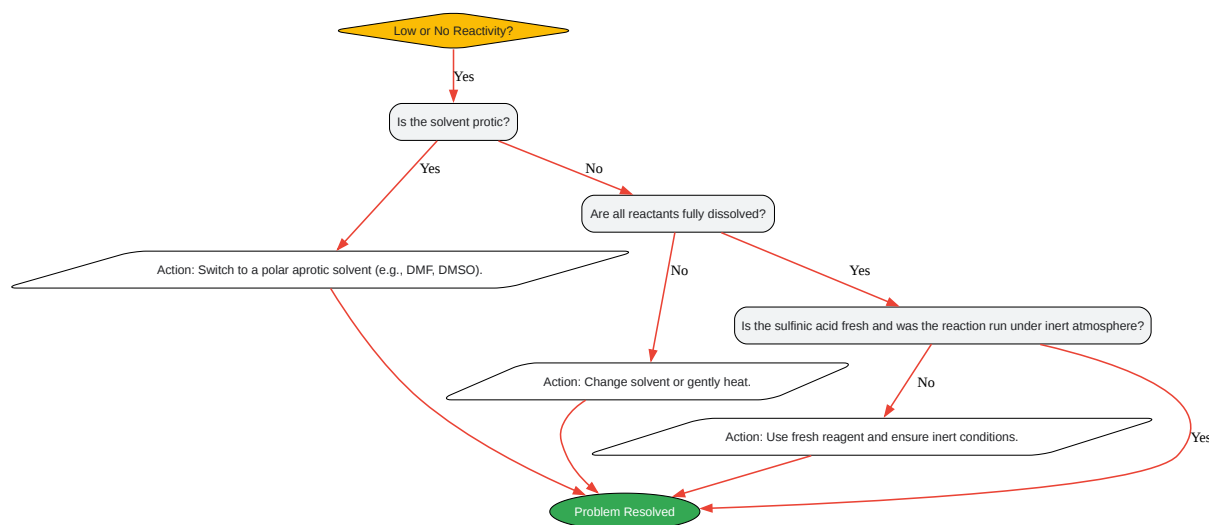 Low or No Reactivity?
Yes
Is the solvent protic?
Yes
No
Are all reactants fully dissolved?
Action: Switch to a polar aprotic solvent (e.g., DMF, DMSO).
No
Yes
Is the sulfinic acid fresh and was the reaction run under inert atmosphere?
Action: Change solvent or gently heat.
No
Action: Use fresh reagent and ensure inert conditions.
Yes
Problem Resolved